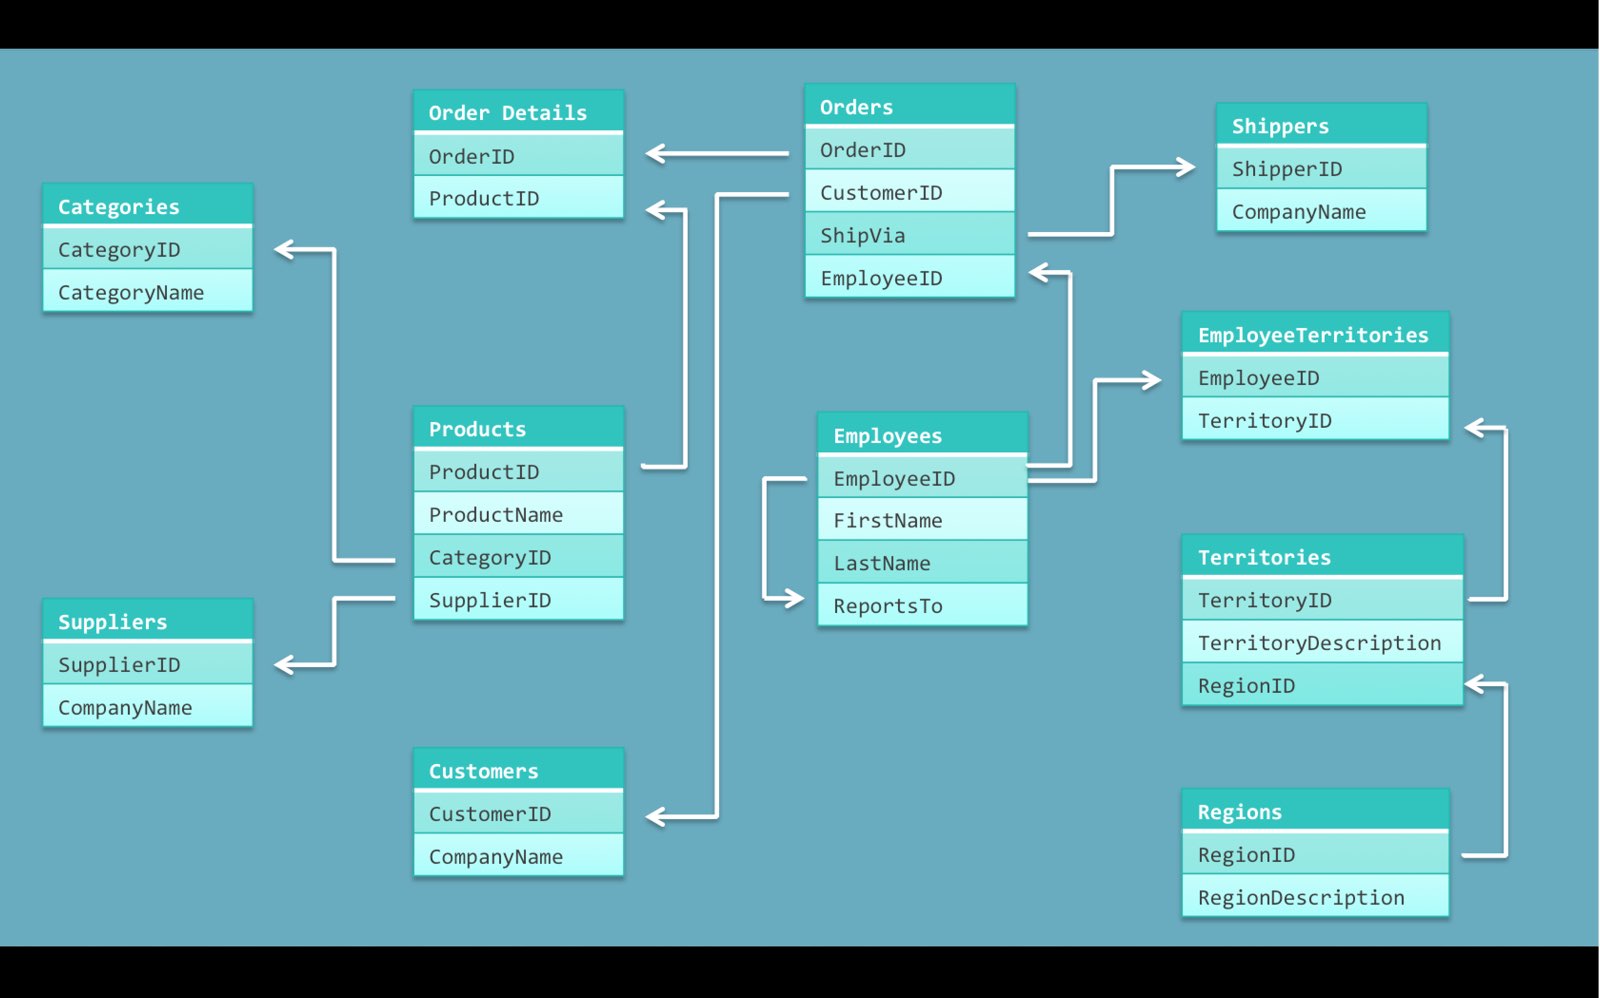 Order Details
OrderID
ProductID
Orders
OrderID
CustomerID
ShipVia
EmployeeID
Shippers
ShipperID
CompanyName
Categories
CategoryID
CategoryName
EmployeeTerritories
EmployeeID
TerritoryID
Products
ProductID
ProductName
CategoryID
SupplierID
Employees
EmployeeID
FirstName
LastName
ReportsTo
Territories
TerritoryID
TerritoryDescription
RegionID
Suppliers
SupplierID
CompanyName
Customers
CustomerID
CompanyName
Regions
RegionID
RegionDescription